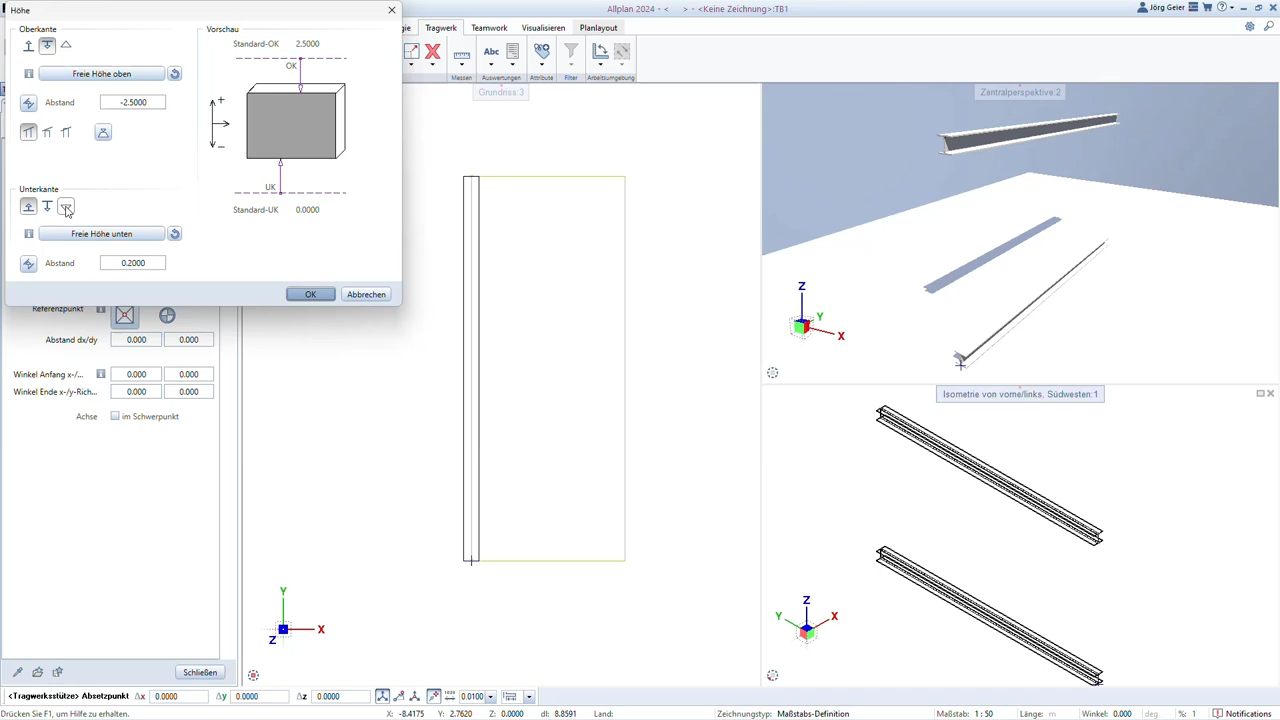 Höhe
Allplan 2024 - < > - <Keine Zeichnung>:TB1
Jörg Geier
Tragwerk
Teamwork
Visualisieren
Planlayout
Abc
Messen
Auswertungen
Attribute
Filter
Arbeitsumgebung
Oberkante
Freie Höhe oben
Abstand
-2.5000
Vorschau
Standard-OK 2.5000
OK
+
–
UK
Standard-UK 0.0000
Unterkante
Freie Höhe unten
Abstand
0.2000
OK
Abbrechen
Referenzpunkt
Abstand dx/dy
0.000
0.000
Winkel Anfang x-/...
0.000
0.000
Winkel Ende x-/y-Rich...
0.000
0.000
Achse
im Schwerpunkt
Schließen
Grundriss:3
Y
X
Z
Zentralperspektive:2
Z
Y
X
Isometrie von vorne/links, Südwesten:1
Z
Y
X
<Tragwerksstütze> Absetzpunkt
Δx
0.0000
Δy
0.0000
Δz
0.0000
0.0100
Drücken Sie F1, um Hilfe zu erhalten.
X: -8.4175
Y: 2.7620
Z: 0.0000
dl: 8.8591
Land:
Zeichnungstyp: Maßstabs-Definition
Maßstab: 1 : 50
Länge: m
Winkel: 0.000
deg
%: 1
Notifications